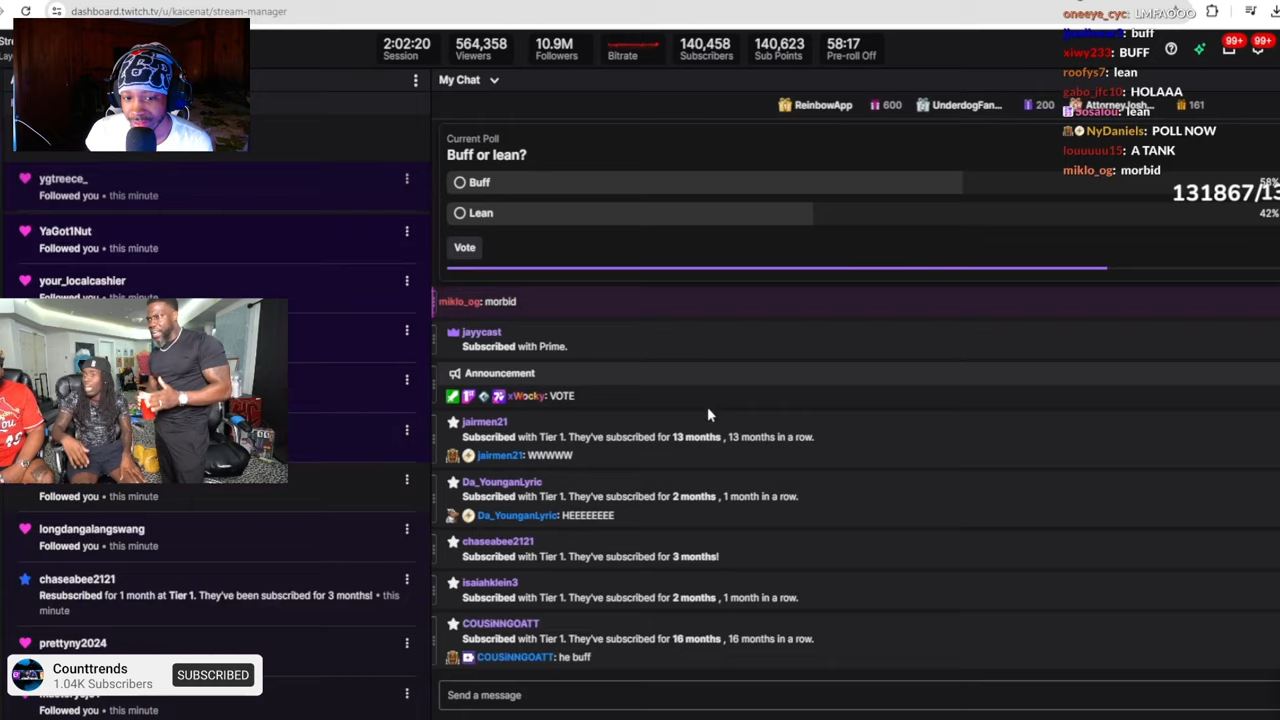 dashboard.twitch.tv/u/kaicenat/stream-manager
2:02:20
Session
564,358
Viewers
10.9M
Followers
Bitrate
140,458
Subscribers
140,623
Sub Points
58:17
Pre-roll Off
99+
99+
oneeye_cyc: LMFAOOO
buff
xiwy233: BUFF
roofys7: lean
gabo_jfc10: HOLAAA
lean
NyDaniels: POLL NOW
louuuuu15: A TANK
miklo_og: morbid
131867/13
My Chat
ReinbowApp 600
UnderdogFan... 200
AttorneyJosh... 161
Current Poll
Buff or lean?
Buff
58%
Lean
42%
Vote
miklo_og: morbid
jayycast
Subscribed with Prime.
Announcement
xWocky: VOTE
jairmen21
Subscribed with Tier 1. They've subscribed for 13 months , 13 months in a row.
jairmen21: WWWWW
Da_YounganLyric
Subscribed with Tier 1. They've subscribed for 2 months , 1 month in a row.
Da_YounganLyric: HEEEEEEEE
chaseabee2121
Subscribed with Tier 1. They've subscribed for 3 months!
isaiahklein3
Subscribed with Tier 1. They've subscribed for 2 months , 1 month in a row.
COUSiNNGOATT
Subscribed with Tier 1. They've subscribed for 16 months , 16 months in a row.
COUSiNNGOATT: he buff
Send a message
ygtreece_
Followed you • this minute
YaGot1Nut
Followed you • this minute
your_localcashier
Followed you • this minute
Followed you • this minute
longdangalangswang
Followed you • this minute
chaseabee2121
Resubscribed for 1 month at Tier 1. They've been subscribed for 3 months! • this
minute
prettyny2024
Counttrends
1.04K Subscribers
SUBSCRIBED
Followed you • this minute